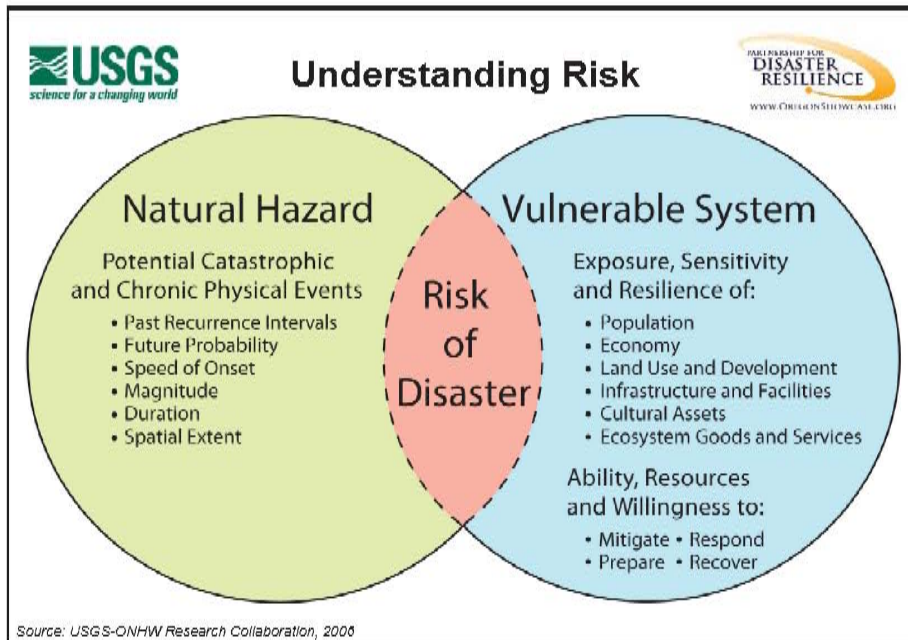 USGS
science for a changing world
Understanding Risk
PARTNERSHIP FOR
DISASTER
RESILIENCE
WWW.OREGONSHOWCASE.ORG
Natural Hazard
Potential Catastrophic
and Chronic Physical Events
• Past Recurrence Intervals
• Future Probability
• Speed of Onset
• Magnitude
• Duration
• Spatial Extent
Risk
of
Disaster
Vulnerable System
Exposure, Sensitivity
and Resilience of:
• Population
• Economy
• Land Use and Development
• Infrastructure and Facilities
• Cultural Assets
• Ecosystem Goods and Services
Ability, Resources
and Willingness to:
• Mitigate • Respond
• Prepare • Recover
Source: USGS-ONHW Research Collaboration, 2006